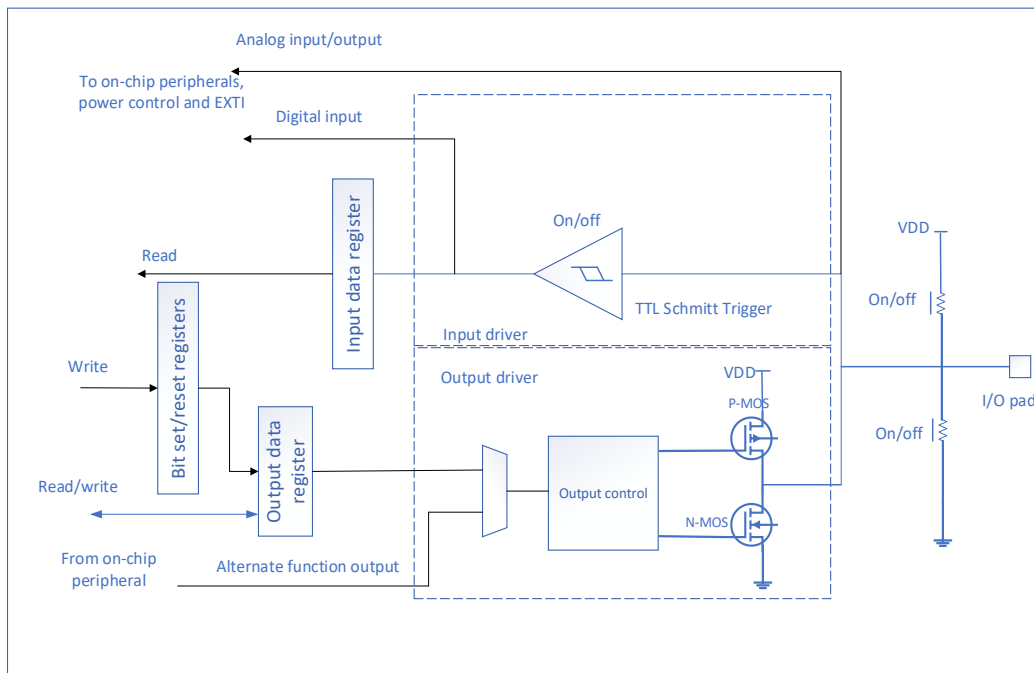 Analog input/output
To on-chip peripherals,
power control and EXTI
Digital input
On/off
Input data register
Read
TTL Schmitt Trigger
Input driver
VDD
On/off
I/O pad
On/off
Bit set/reset registers
Write
Output driver
VDD
P-MOS
Output data
register
Output control
N-MOS
Read/write
From on-chip
peripheral
Alternate function output